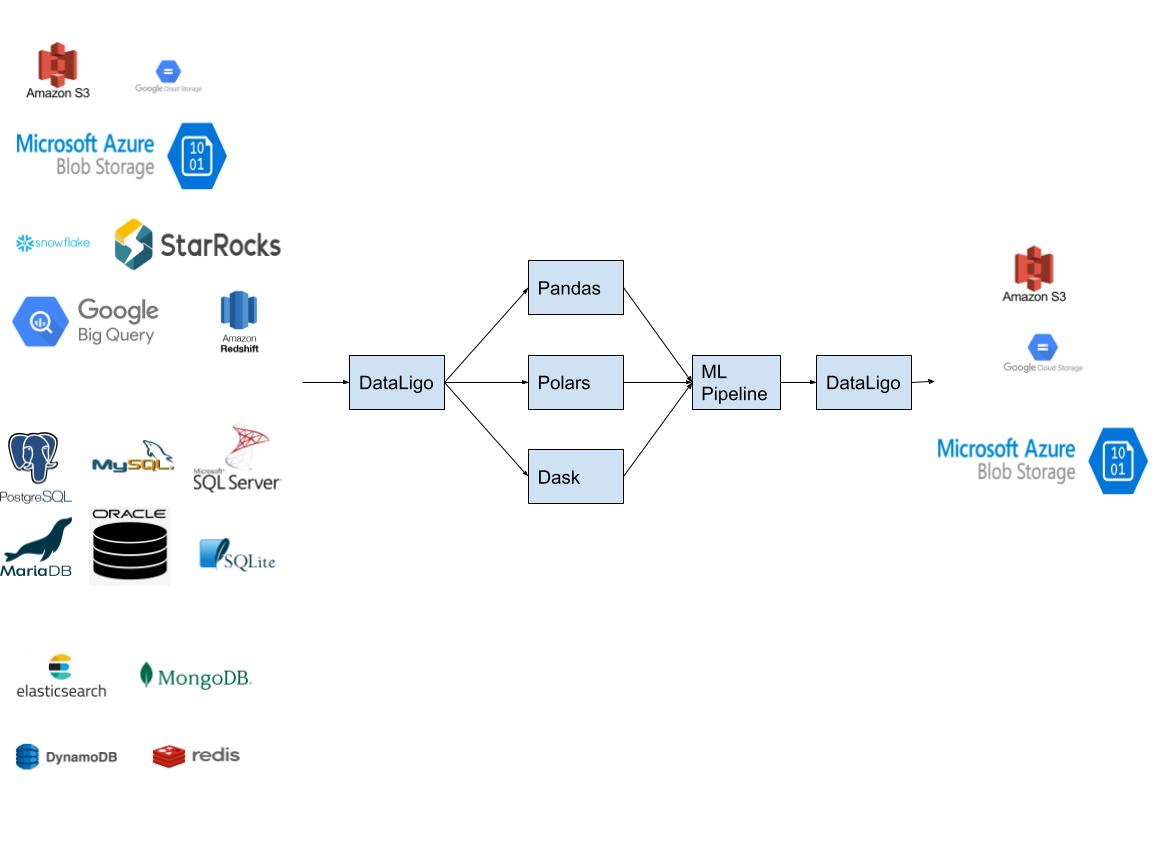 Amazon S3
Google Cloud Storage
Microsoft Azure
Blob Storage
10
01
snowflake
StarRocks
Google
Big Query
Amazon
Redshift
PostgreSQL
MySQL
Microsoft
SQL Server
MariaDB
ORACLE
SQLite
elasticsearch
MongoDB
DynamoDB
redis
DataLigo
Pandas
Polars
Dask
ML
Pipeline
DataLigo
Amazon S3
Google Cloud Storage
Microsoft Azure
Blob Storage
10
01